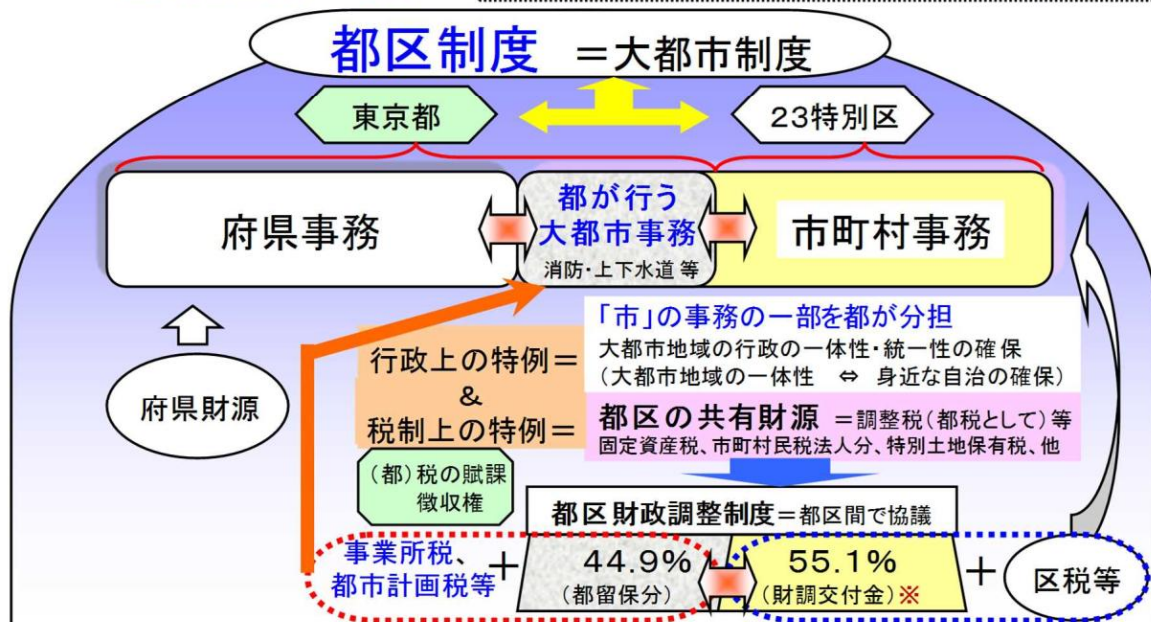 都区制度 =大都市制度
東京都
23特別区
府県事務
都が行う
大都市事務
消防・上下水道 等
市町村事務
府県財源
行政上の特例=
&
税制上の特例=
「市」の事務の一部を都が分担
大都市地域の行政の一体性・統一性の確保
(大都市地域の一体性 ⇔ 身近な自治の確保)
都区の共有財源 =調整税(都税として)等
固定資産税、市町村民税法人分、特別土地保有税、他
(都)税の賦課
徴収権
都区財政調整制度=都区間で協議
事業所税、
都市計画税等
+
44.9%
(都留保分)
55.1%
(財調交付金)※
+
区税等